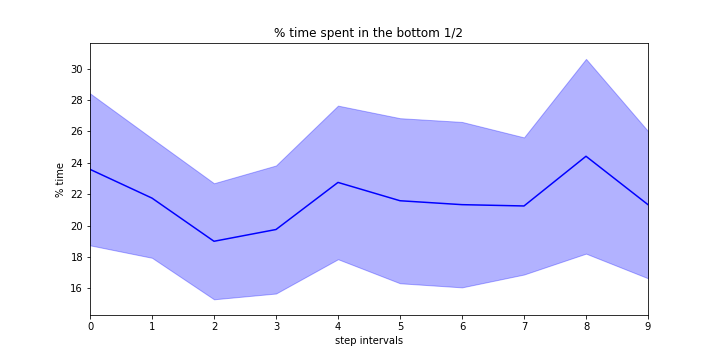 % time spent in the bottom 1/2
30
28
26
24
22
20
18
16
% time
0 1 2 3 4 5 6 7 8 9
step intervals